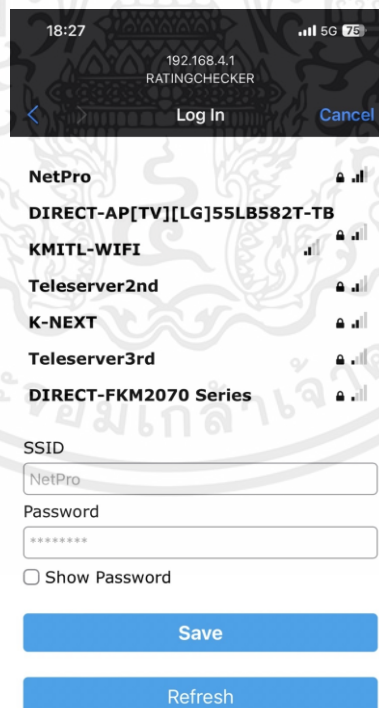 18:27
5G 75
192.168.4.1
RATINGCHECKER
Log In
Cancel
NetPro
DIRECT-AP[TV][LG]55LB582T-TB
KMITL-WIFI
Teleserver2nd
K-NEXT
Teleserver3rd
DIRECT-FKM2070 Series
SSID
NetPro
Password
********
Show Password
Save
Refresh